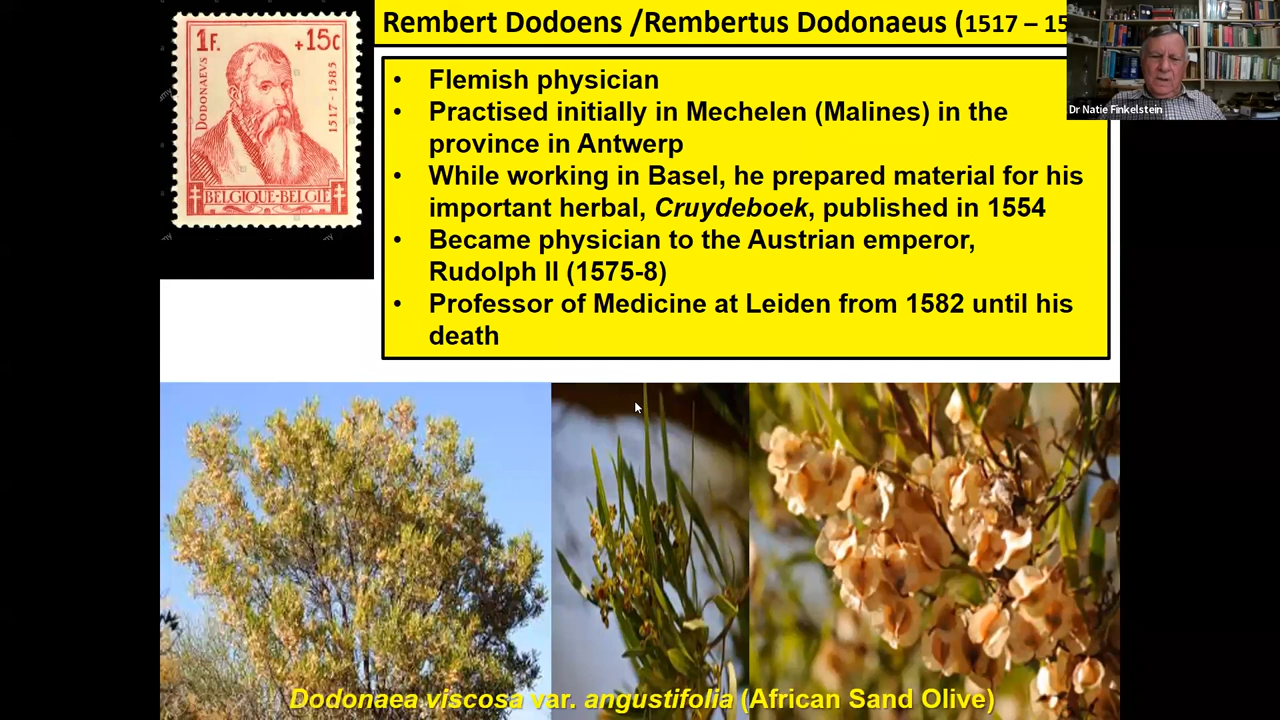 Rembert Dodoens /Rembertus Dodonaeus (1517 – 15
1F. +15c
DODONAEVS
1517-1585
BELGIQUE-BELGIE
• Flemish physician
• Practised initially in Mechelen (Malines) in the
province in Antwerp
• While working in Basel, he prepared material for his
important herbal, Cruydeboek, published in 1554
• Became physician to the Austrian emperor,
Rudolph II (1575-8)
• Professor of Medicine at Leiden from 1582 until his
death
Dr Natie Finkelstein
Dodonaea viscosa var. angustifolia (African Sand Olive)